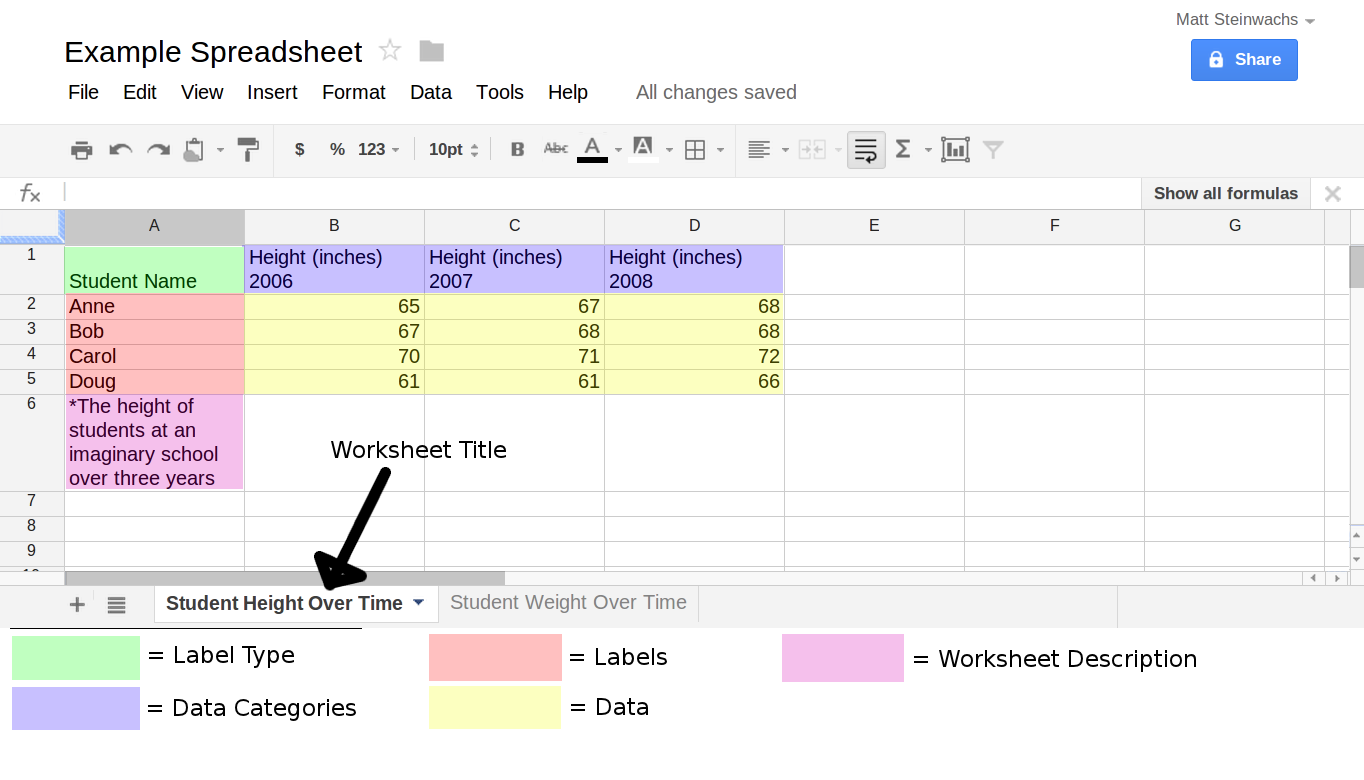 Matt Steinwachs
Example Spreadsheet
Share
File Edit View Insert Format Data Tools Help All changes saved
$ % 123 10pt B Abc A A Σ
fx Show all formulas
A B C D E F G
1 Student Name Height (inches) 2006 Height (inches) 2007 Height (inches) 2008
2 Anne 65 67 68
3 Bob 67 68 68
4 Carol 70 71 72
5 Doug 61 61 66
6 *The height of
students at an
imaginary school
over three years
Worksheet Title
7
8
9
10
Student Height Over Time Student Weight Over Time
= Label Type = Labels = Worksheet Description
= Data Categories = Data